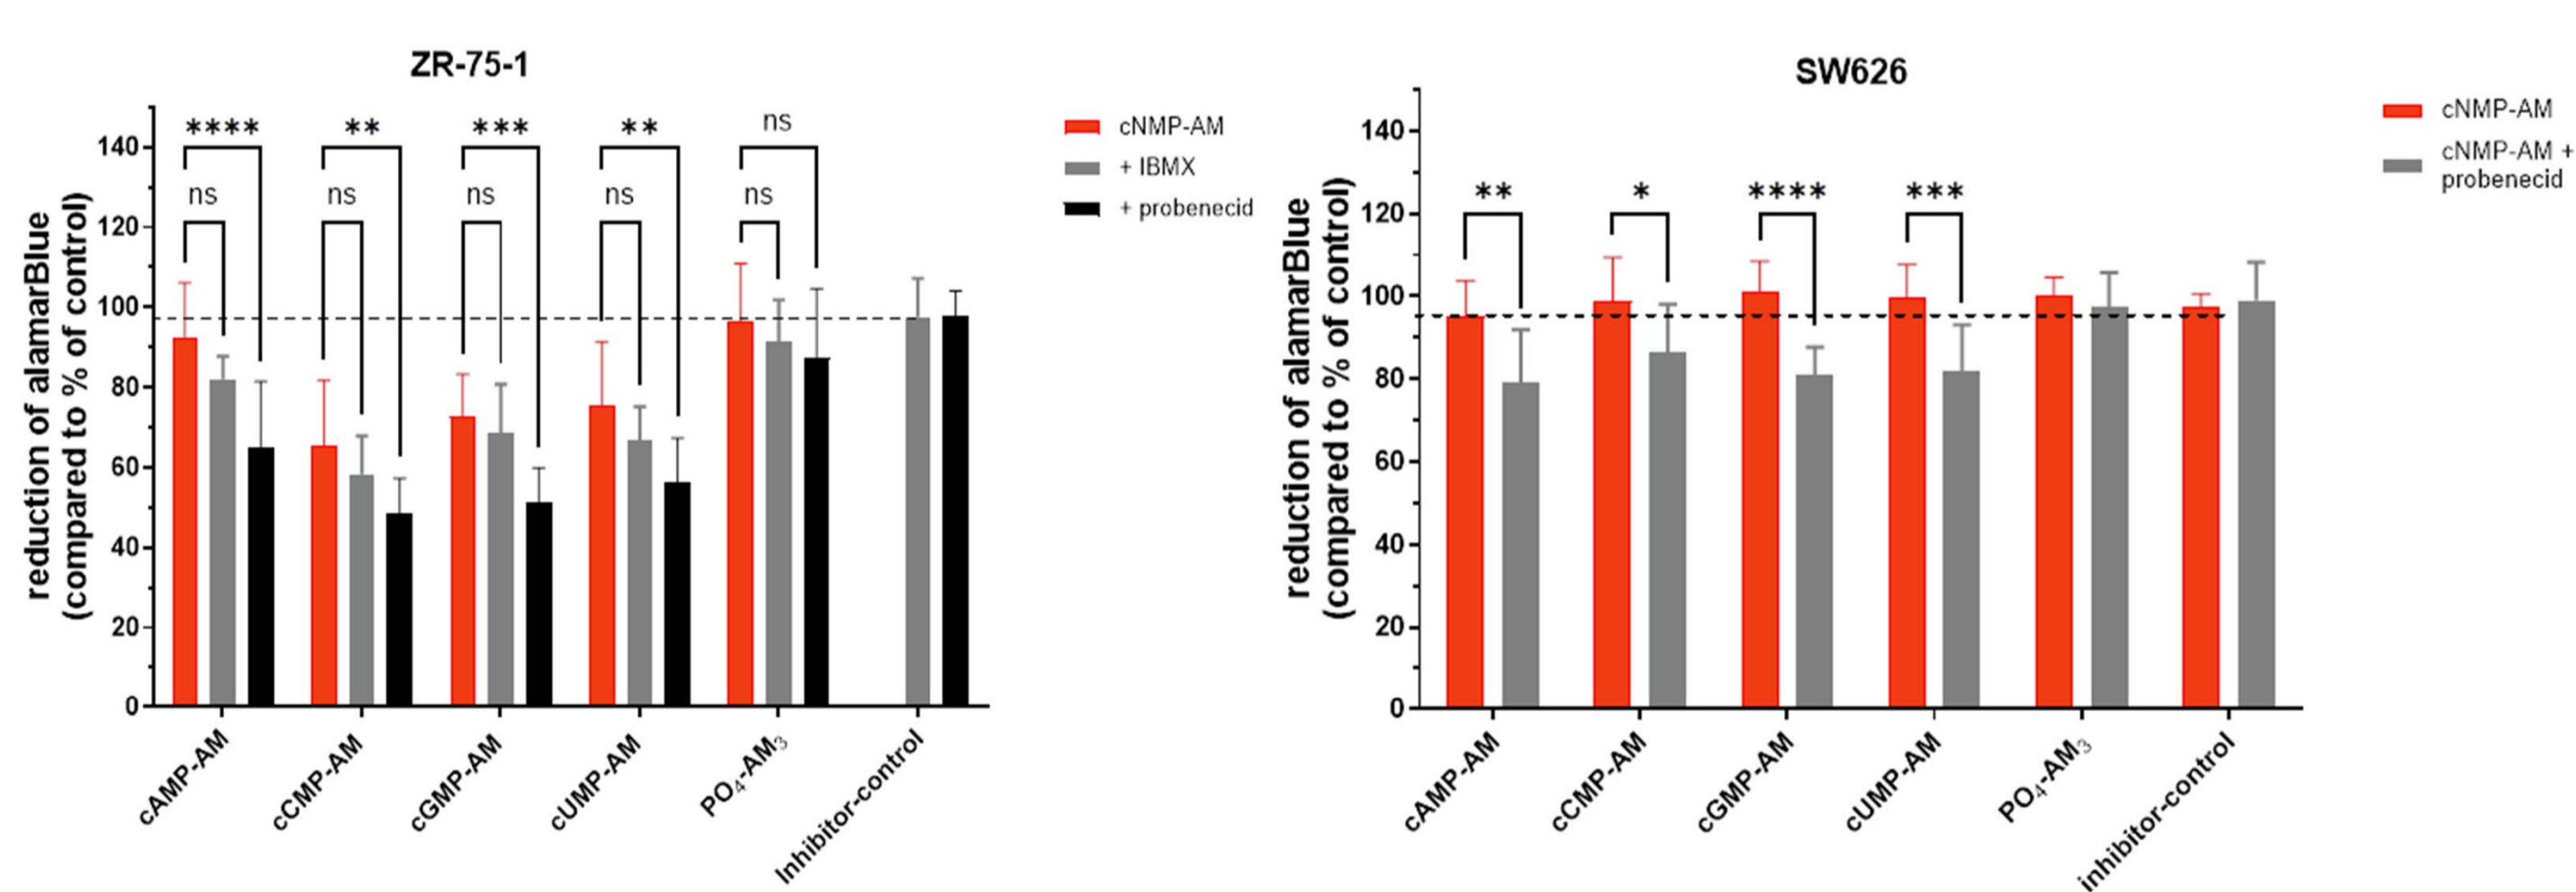 ZR-75-1
reduction of alamarBlue
(compared to % of control)
140
120
100
80
60
40
20
0
**** ** *** ** ns
ns ns ns ns ns
cAMP-AM
cCMP-AM
cGMP-AM
cUMP-AM
PO₄-AM₃
Inhibitor-control
cNMP-AM
+ IBMX
+ probenecid
SW626
reduction of alamarBlue
(compared to % of control)
140
120
100
80
60
40
20
0
** * **** ***
cAMP-AM
cCMP-AM
cGMP-AM
cUMP-AM
PO₄-AM₃
inhibitor-control
cNMP-AM
cNMP-AM +
probenecid